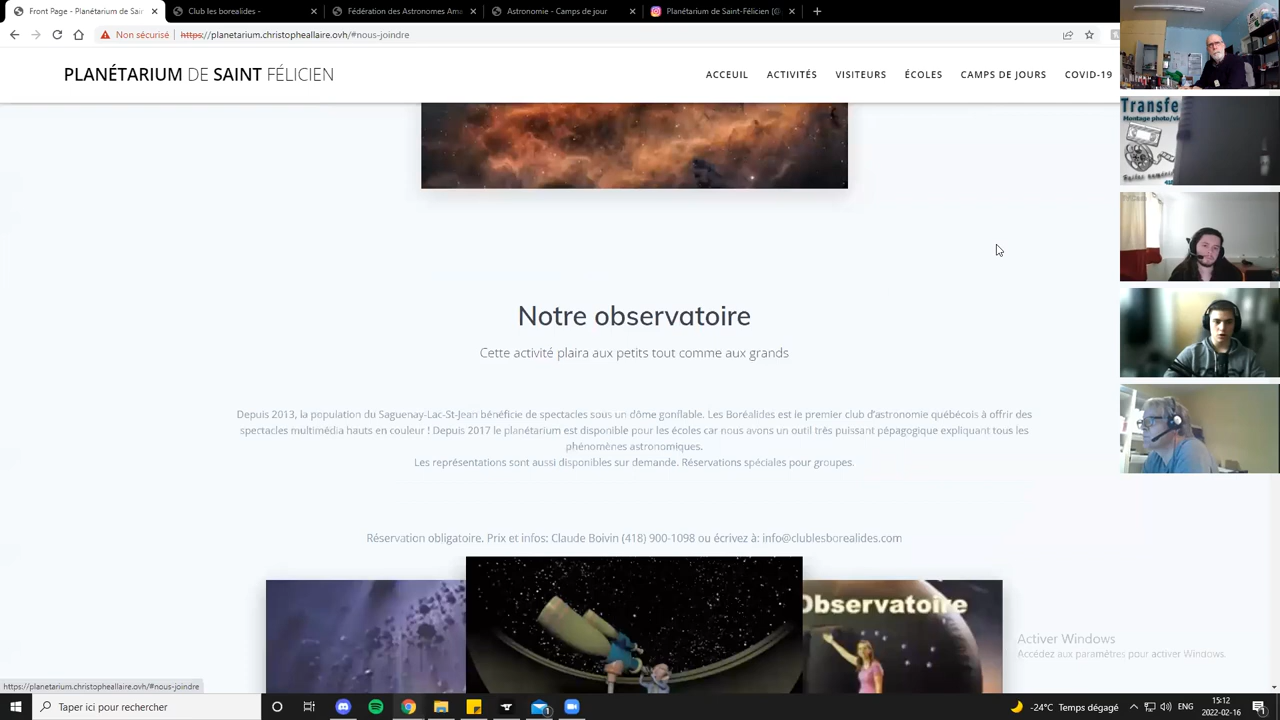 Front Page - Planétarium de Sair
Club les borealides -
Fédération des Astronomes Ama
Astronomie - Camps de jour
Planétarium de Saint-Félicien (@
Non sécurisé
https://planetarium.christopheallaire.ovh/#nous-joindre
PLANÉTARIUM DE SAINT FÉLICIEN
ACCEUIL
ACTIVITÉS
VISITEURS
ÉCOLES
CAMPS DE JOURS
COVID-19
Transfe
Montage photo/vi
Notre observatoire
Cette activité plaira aux petits tout comme aux grands
Depuis 2013, la population du Saguenay-Lac-St-Jean bénéficie de spectacles sous un dôme gonflable. Les Boréalides est le premier club d'astronomie québécois à offrir des
spectacles multimédia hauts en couleur ! Depuis 2017 le planétarium est disponible pour les écoles car nous avons un outil très puissant pépagogique expliquant tous les
phénomènes astronomiques.
Les représentations sont aussi disponibles sur demande. Réservations spéciales pour groupes.
Réservation obligatoire. Prix et infos: Claude Boivin (418) 900-1098 ou écrivez à: info@clublesborealides.com
Observatoire
Activer Windows
Accédez aux paramètres pour activer Windows.
https://planetarium.christopheallaire.ovh/#nous-joindre
Taper ici pour rechercher
-24°C Temps dégagé
ENG
15:12
2022-02-16